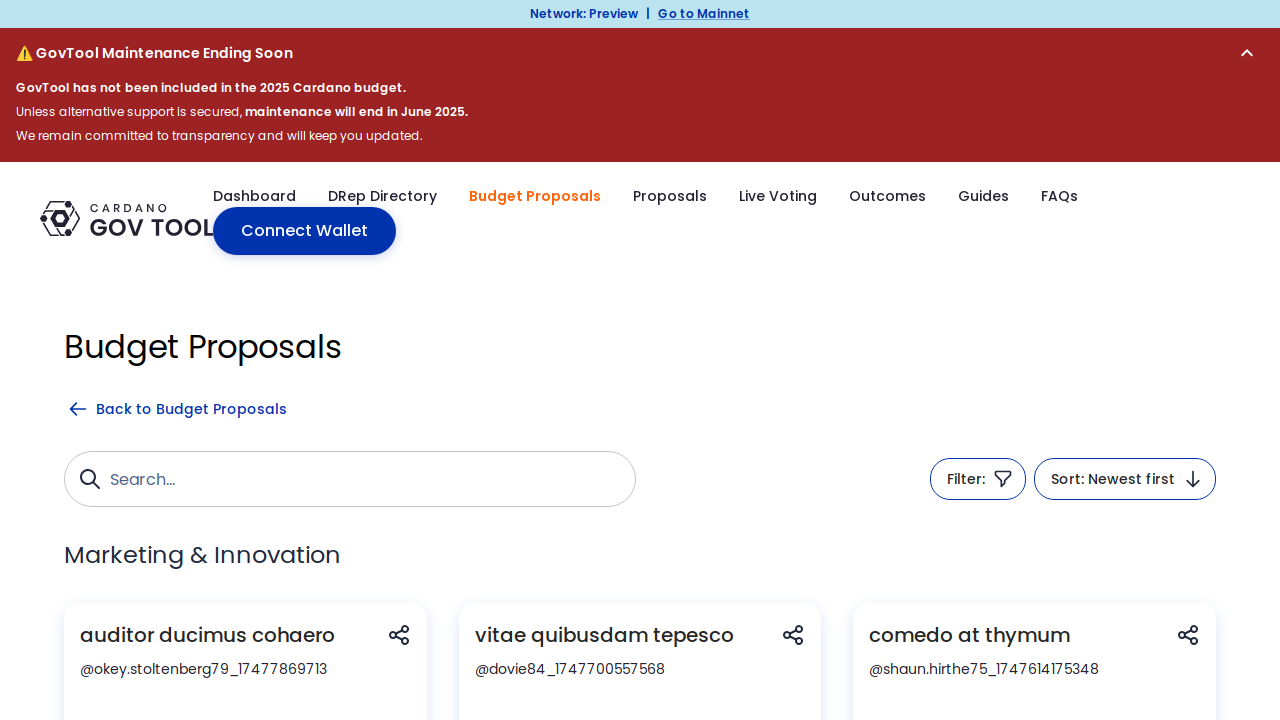 Network: Preview | Go to Mainnet
⚠️ GovTool Maintenance Ending Soon
GovTool has not been included in the 2025 Cardano budget.
Unless alternative support is secured, maintenance will end in June 2025.
We remain committed to transparency and will keep you updated.
CARDANO
GOV TOOL
Dashboard DRep Directory Budget Proposals Proposals Live Voting Outcomes Guides FAQs
Connect Wallet
Budget Proposals
Back to Budget Proposals
Search...
Filter:
Sort: Newest first
Marketing & Innovation
auditor ducimus cohaero
@okey.stoltenberg79_17477869713
vitae quibusdam tepesco
@dovie84_1747700557568
comedo at thymum
@shaun.hirthe75_1747614175348